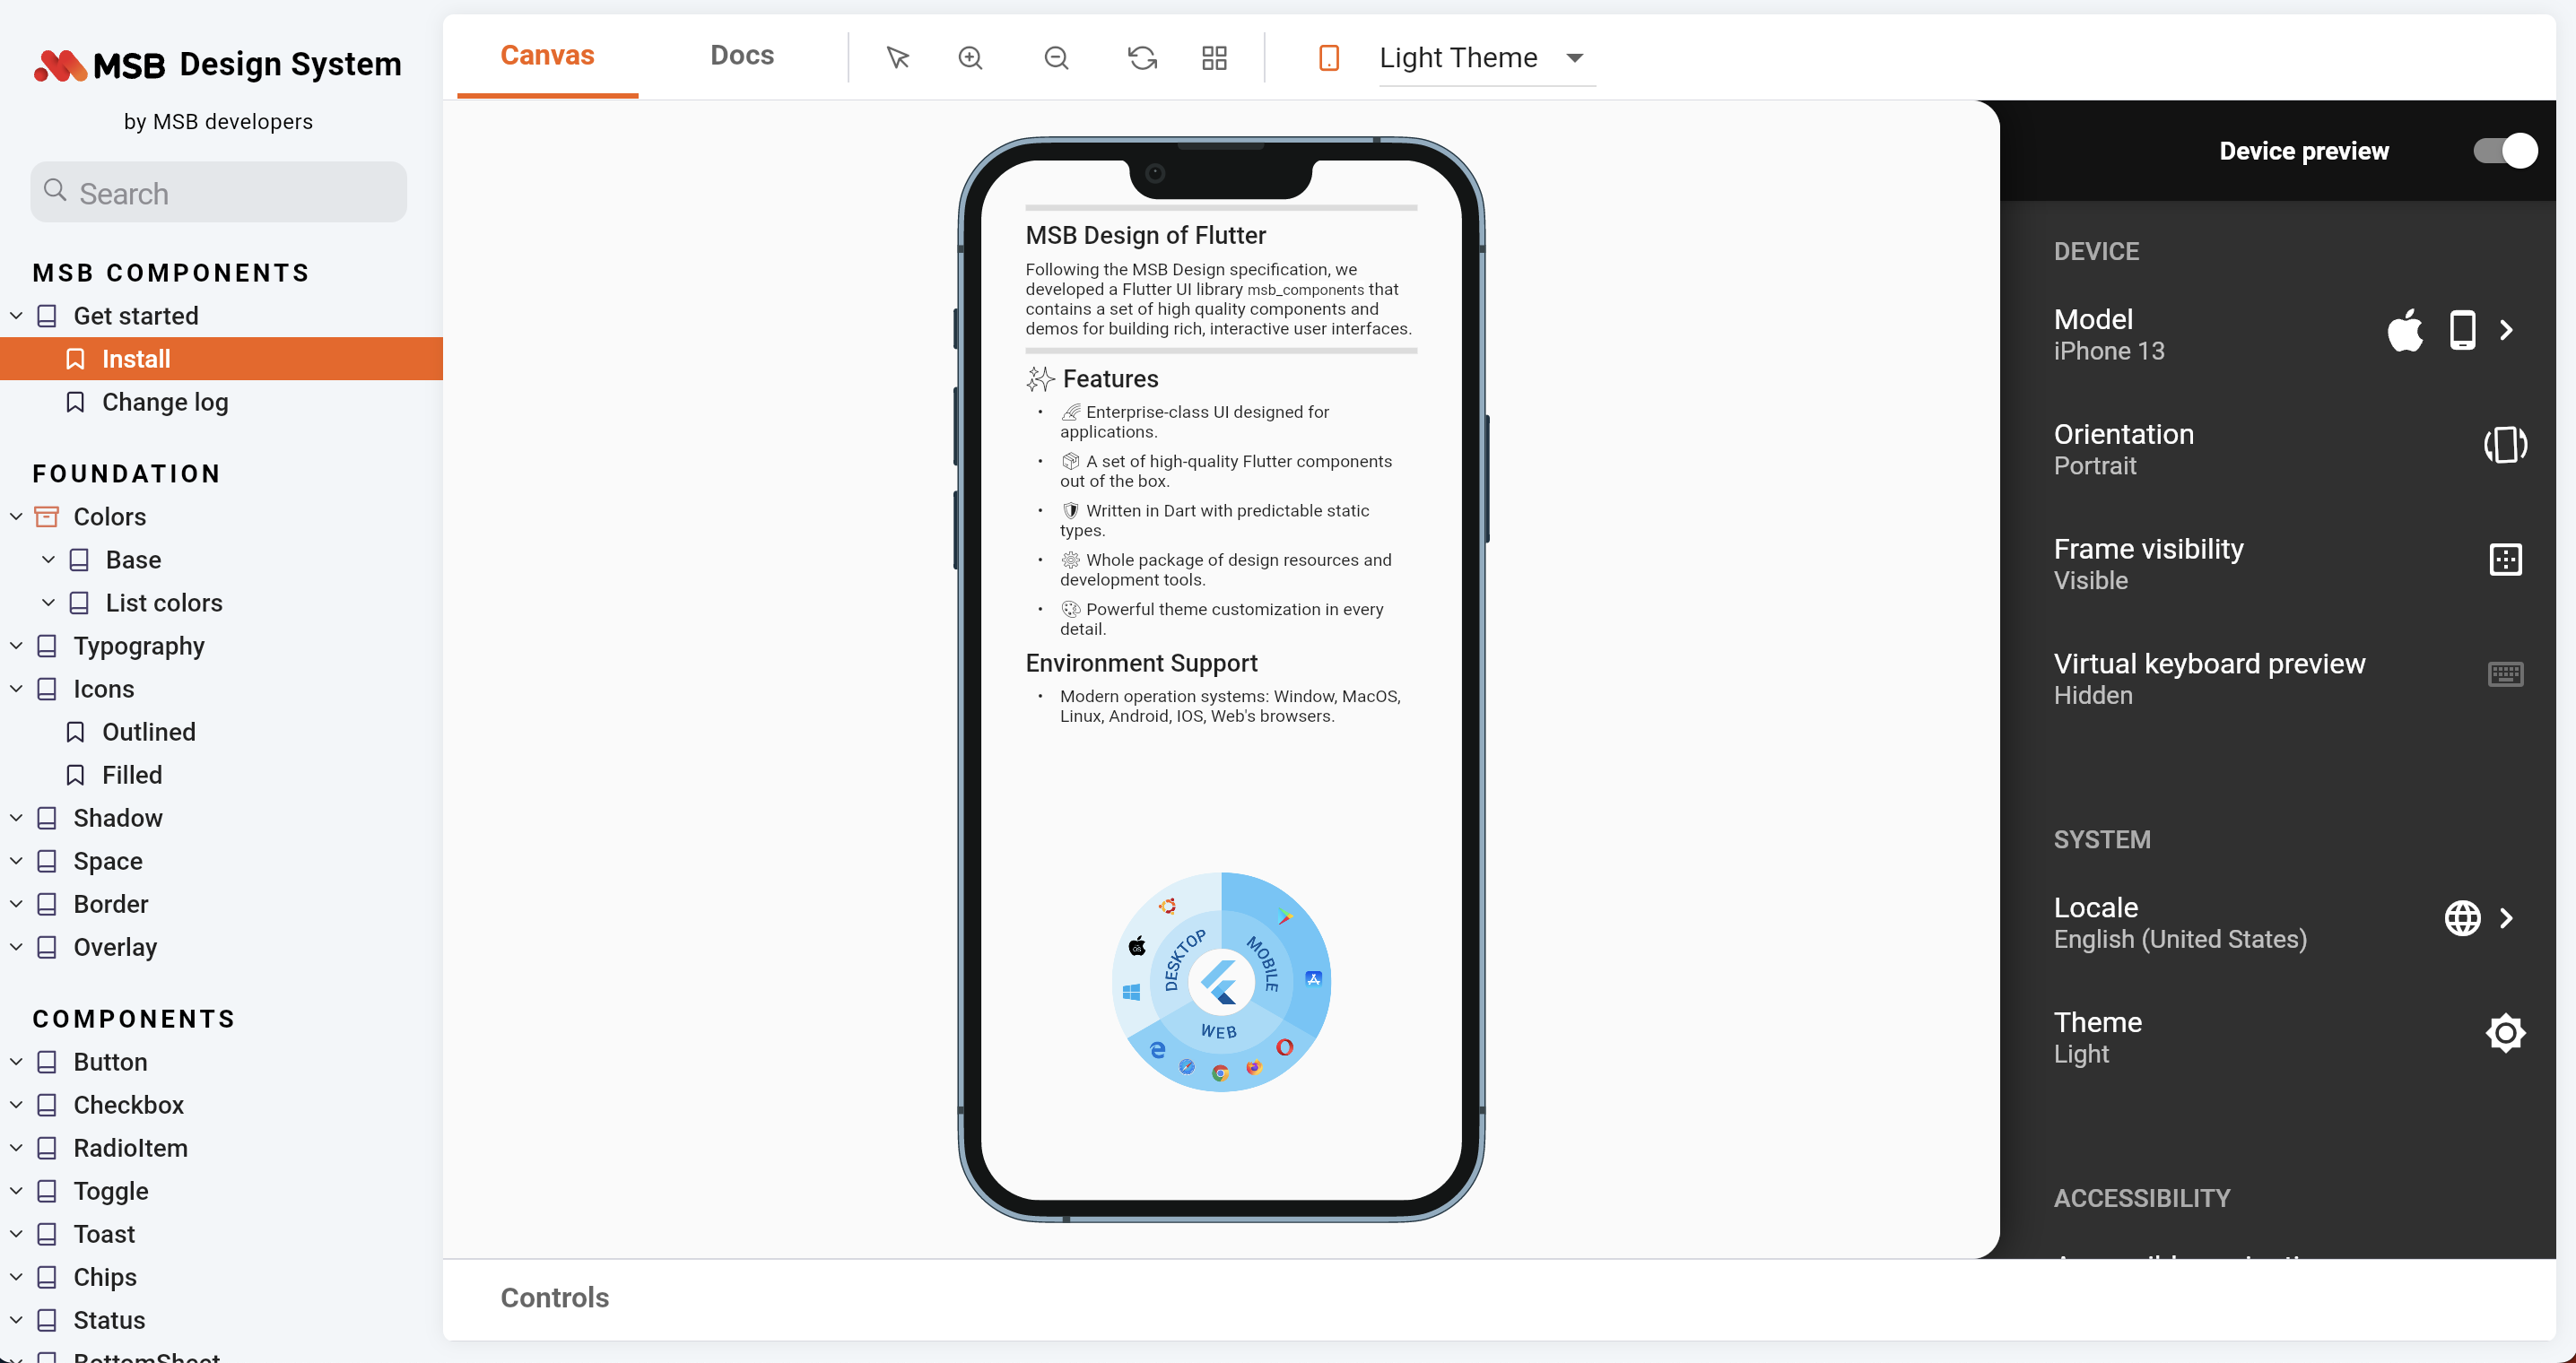 MSB Design System
by MSB developers
Search
MSB COMPONENTS
Get started
Install
Change log
FOUNDATION
Colors
Base
List colors
Typography
Icons
Outlined
Filled
Shadow
Space
Border
Overlay
COMPONENTS
Button
Checkbox
RadioItem
Toggle
Toast
Chips
Status
BottomSheet
Canvas
Docs
Light Theme
MSB Design of Flutter
Following the MSB Design specification, we
developed a Flutter UI library msb_components that
contains a set of high quality components and
demos for building rich, interactive user interfaces.
Features
• Enterprise-class UI designed for
applications.
• A set of high-quality Flutter components
out of the box.
• Written in Dart with predictable static
types.
• Whole package of design resources and
development tools.
• Powerful theme customization in every
detail.
Environment Support
• Modern operation systems: Window, MacOS,
Linux, Android, IOS, Web's browsers.
DESKTOP
MOBILE
WEB
Controls
Device preview
DEVICE
Model
iPhone 13
Orientation
Portrait
Frame visibility
Visible
Virtual keyboard preview
Hidden
SYSTEM
Locale
English (United States)
Theme
Light
ACCESSIBILITY